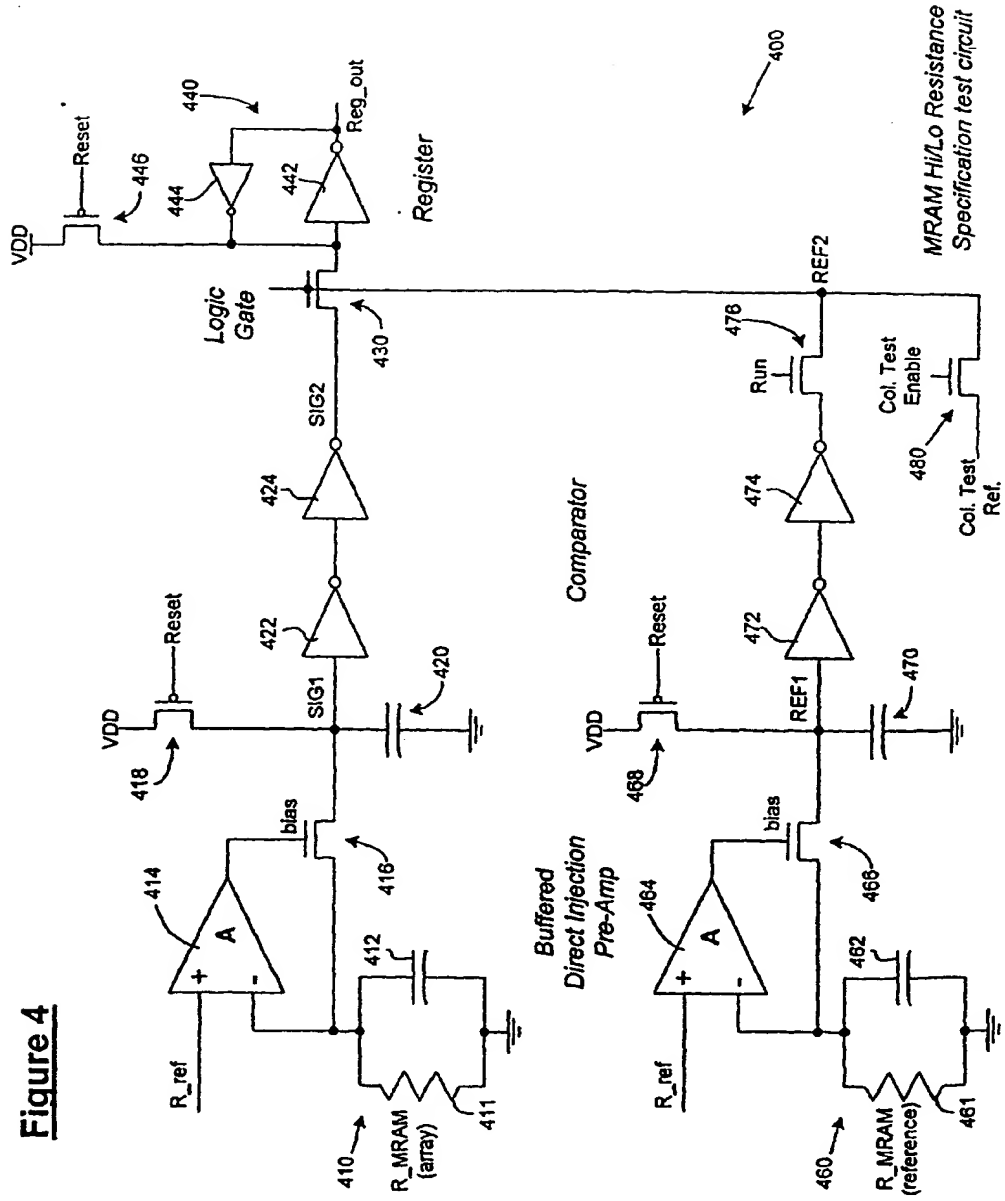 Figure 4
VDD
Reset
446
444
440
442
Reg_out
Register
Logic
Gate
430
VDD
Reset
418
414
A
+
-
R_ref
bias
416
SIG1
420
422
424
SIG2
412
410
R_MRAM
(array)
411
Comparator
Buffered
Direct Injection
Pre-Amp
VDD
Reset
468
464
A
+
-
R_ref
bias
466
REF1
470
472
474
Run
476
REF2
462
460
R_MRAM
(reference)
461
Col. Test
Enable
480
Col. Test
Ref.
400
MRAM Hi/Lo Resistance
Specification test circuit